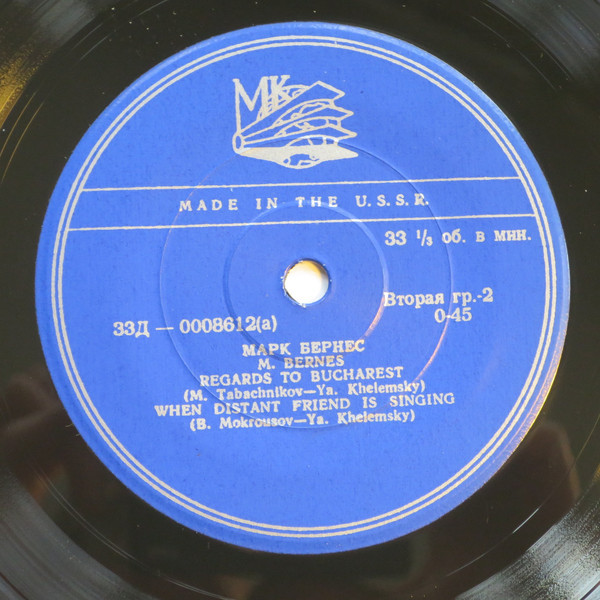 МК
MADE IN THE U.S.S.R.
33 ⅓ об. в мин.
Вторая гр.-2
0-45
33Д — 0008612(а)
МАРК БЕРНЕС
M. BERNES
REGARDS TO BUCHAREST
(M. Tabachnikov—Ya. Khelemsky)
WHEN DISTANT FRIEND IS SINGING
(B. Mokrousov—Ya. Khelemsky)